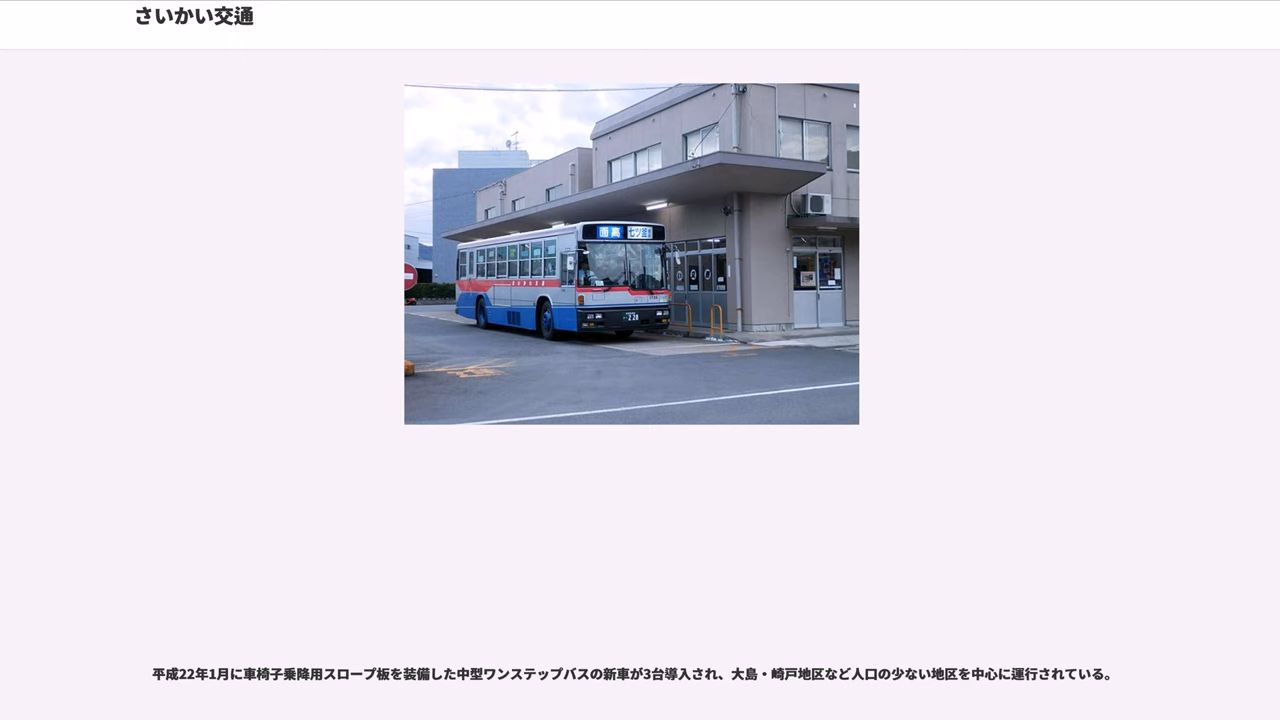 さいかい交通
面高
七ツ釜
228
平成22年1月に車椅子乗降用スロープ板を装備した中型ワンステップバスの新車が3台導入され、大島・崎戸地区など人口の少ない地区を中心に運行されている。